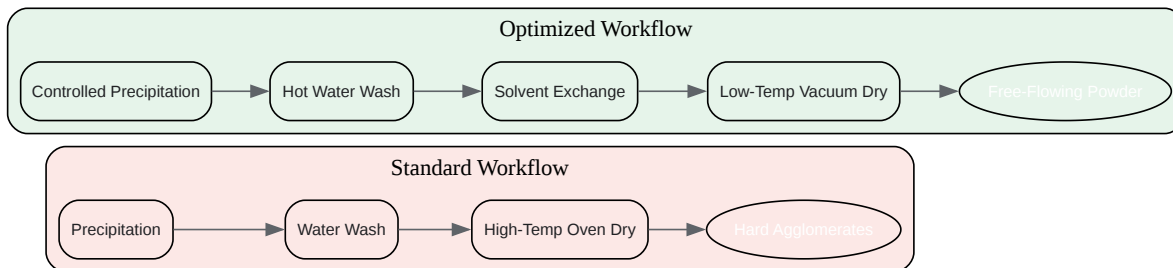 Optimized Workflow
Controlled Precipitation
Hot Water Wash
Solvent Exchange
Low-Temp Vacuum Dry
Free-Flowing Powder
Standard Workflow
Precipitation
Water Wash
High-Temp Oven Dry
Hard Agglomerates